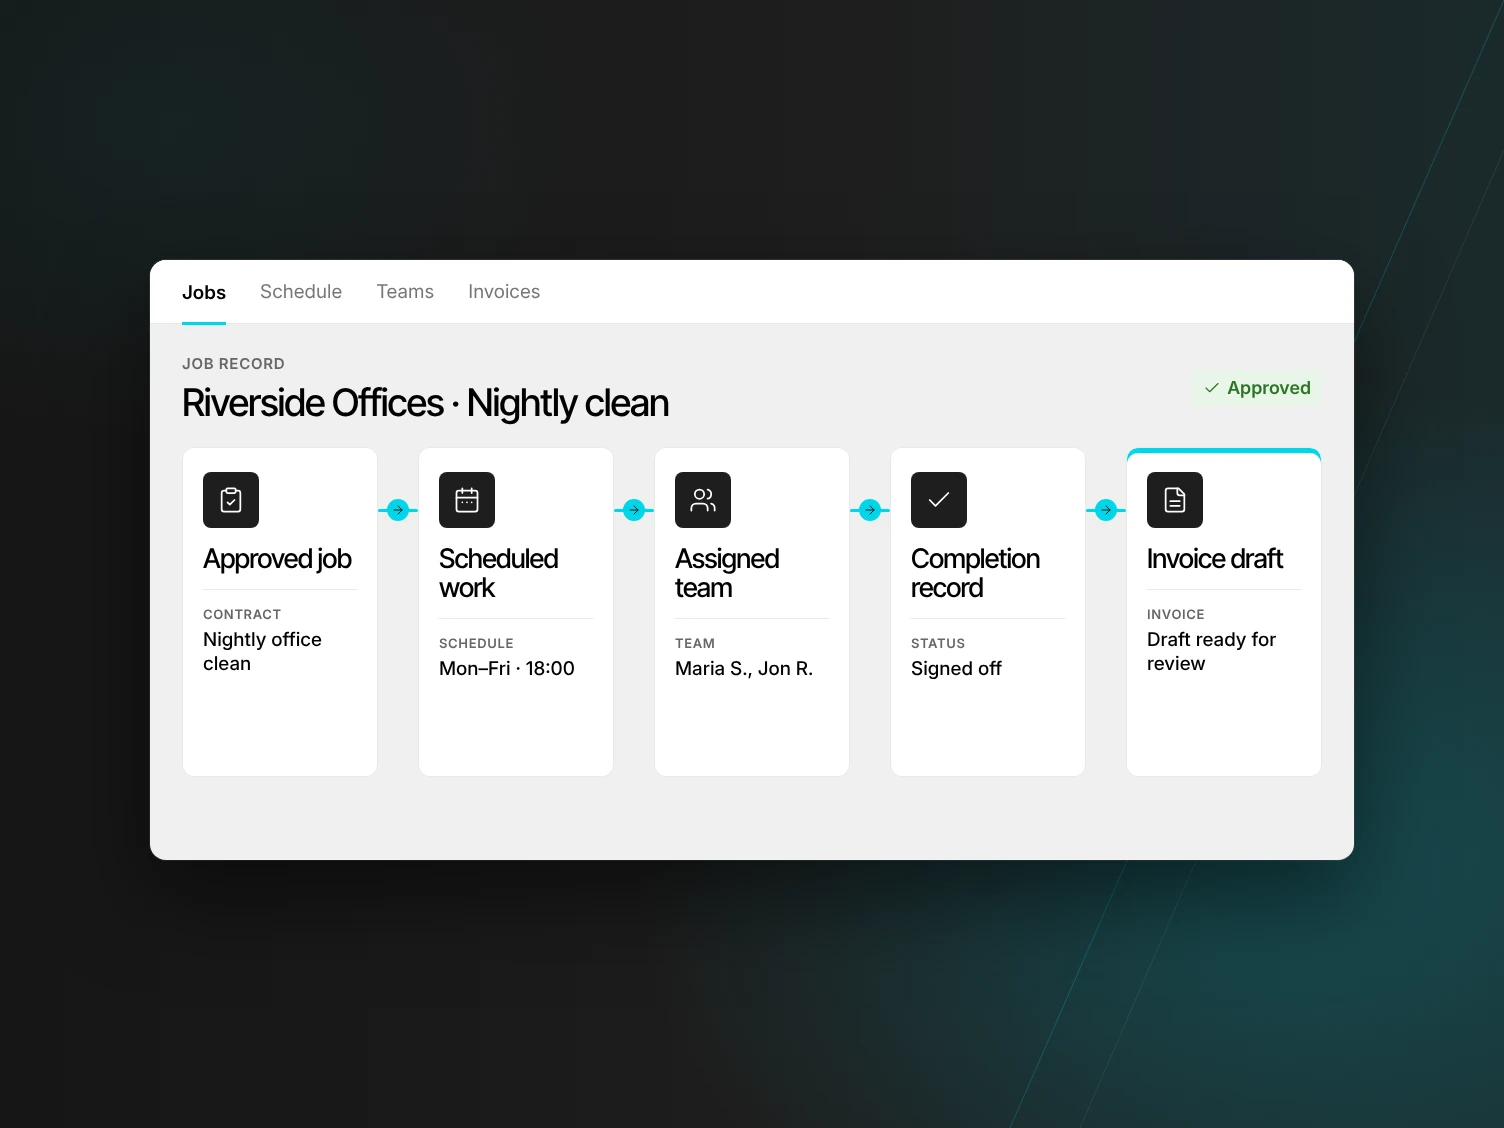 Jobs Schedule Teams Invoices
JOB RECORD
Riverside Offices · Nightly clean
Approved
Approved job
CONTRACT
Nightly office
clean
Scheduled
work
SCHEDULE
Mon–Fri · 18:00
Assigned
team
TEAM
Maria S., Jon R.
Completion
record
STATUS
Signed off
Invoice draft
INVOICE
Draft ready for
review